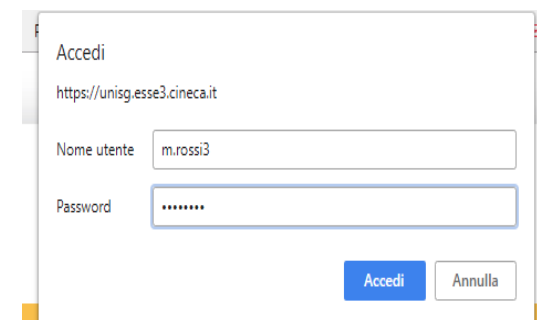 Accedi
https://unisg.esse3.cineca.it
Nome utente m.rossi3
Password ••••••••
Accedi Annulla